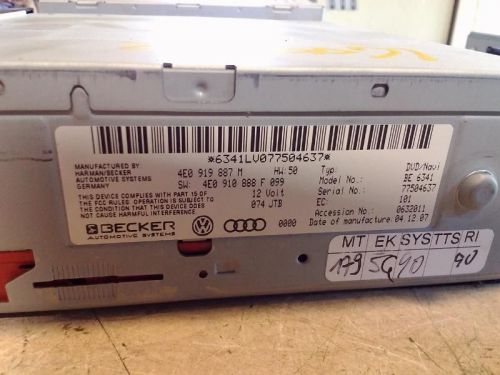 *6341LV077504637*
MANUFACTURED BY
HARMAN/BECKER
AUTOMOTIVE SYSTEMS
GERMANY
4E0 919 887 M HW:50 Typ: DVD/Navi
SW: 4E0 910 888 F 099 Model No.: BE 6341
12 Volt Serial No.: 77504637
074 JTB EC: 101
THIS DEVICE COMPLIES WITH PART 15 OF
THE FCC RULES. OPERATION IS SUBJECT TO
THE CONDITION THAT THIS DEVICE DOES
NOT CAUSE HARMFUL INTERFERENCE
Accession No.: 0632011
0000 Date of manufacture: 04.12.07
BECKER
AUTOMOTIVE SYSTEMS
MT EK SYS TTS RI
179 SG 90 90